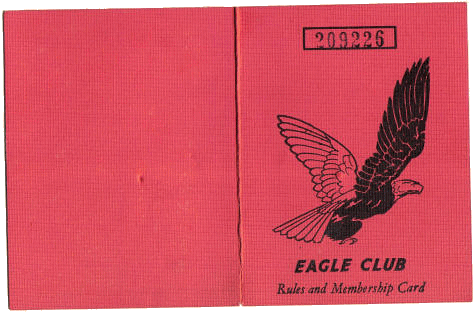 209226
EAGLE CLUB
Rules and Membership Card